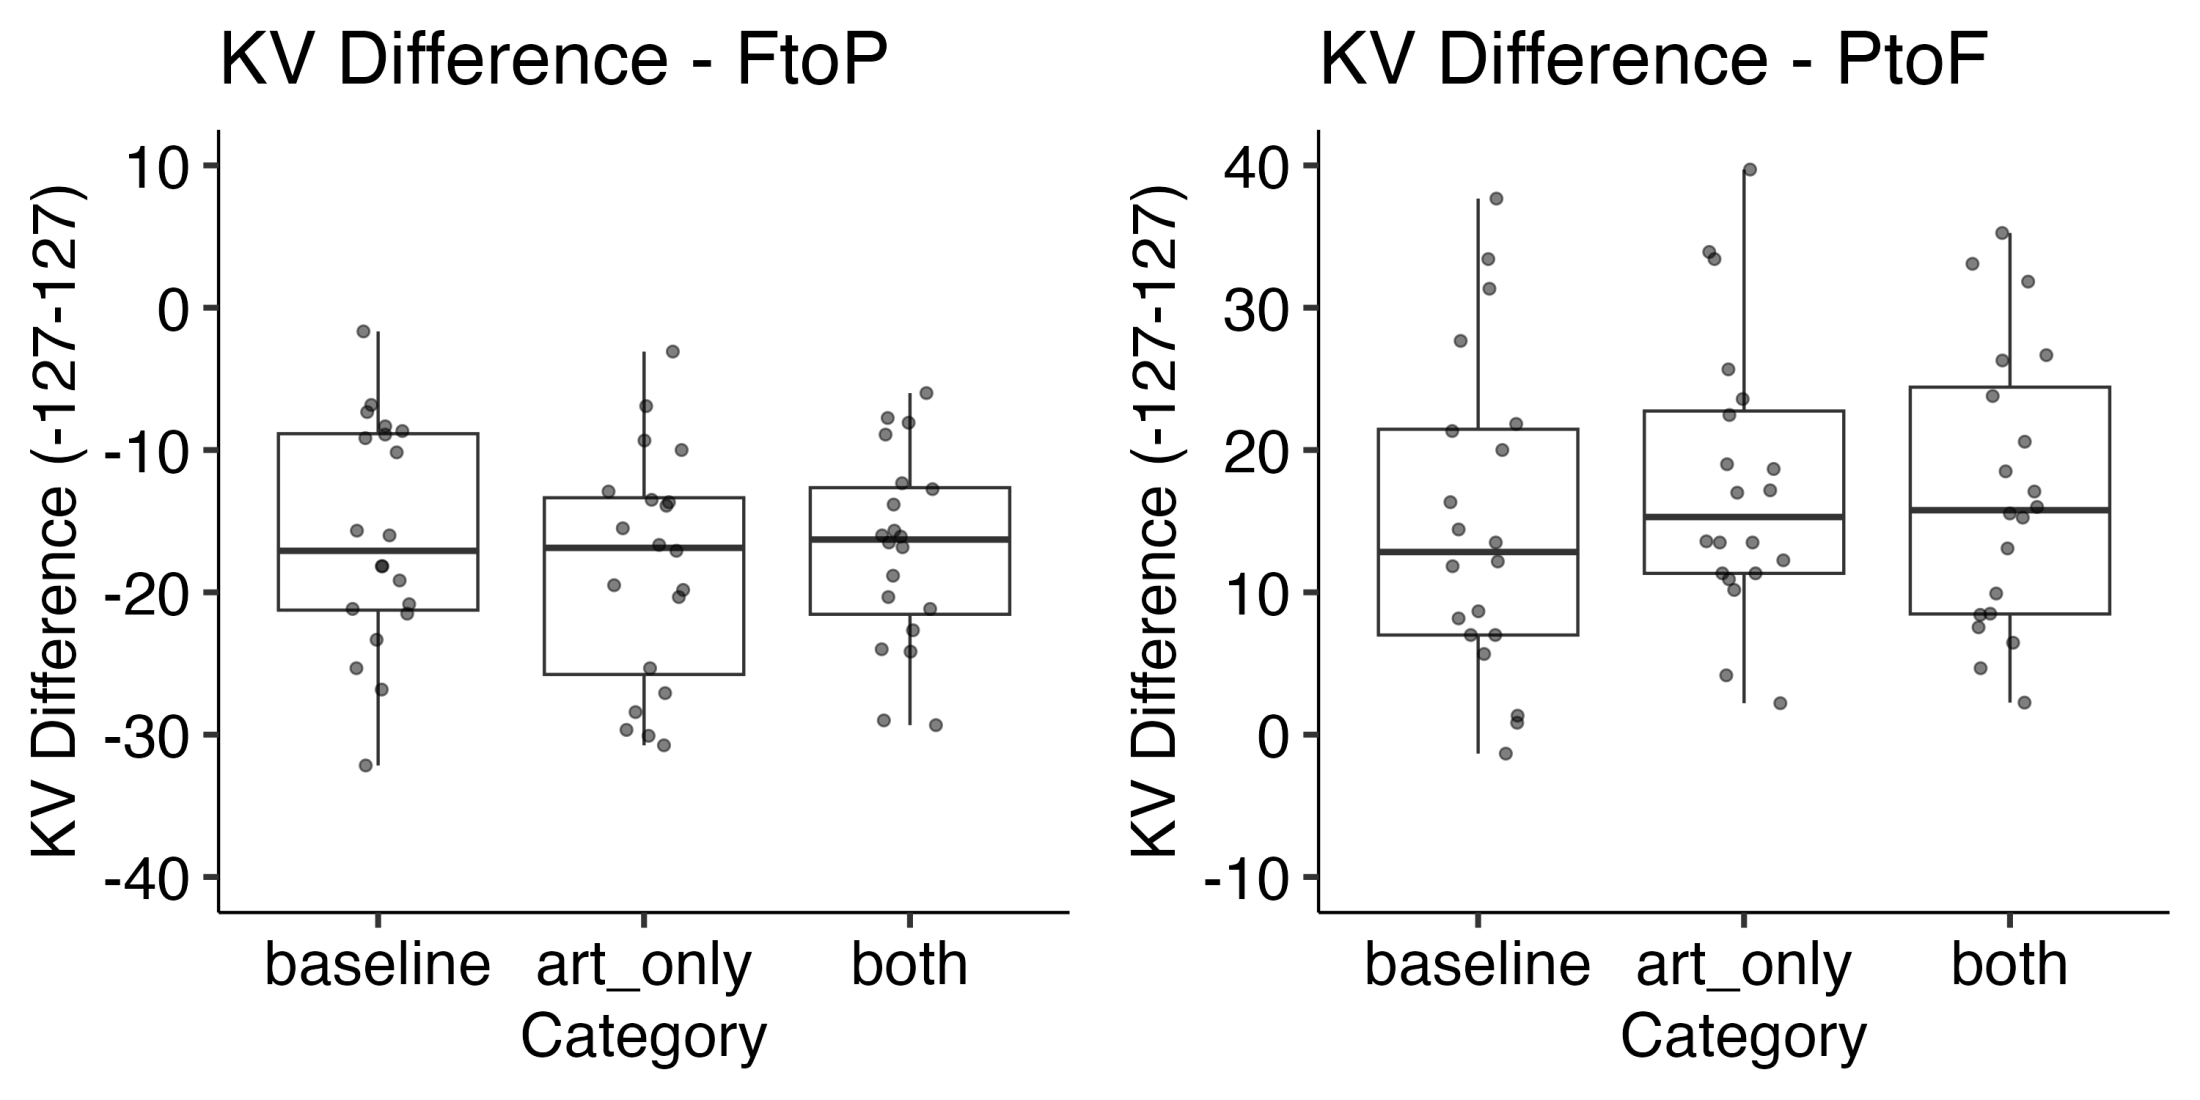 KV Difference - FtoP
KV Difference (-127-127)
10
0
-10
-20
-30
-40
baseline art_only both
Category
KV Difference - PtoF
KV Difference (-127-127)
40
30
20
10
0
-10
baseline art_only both
Category